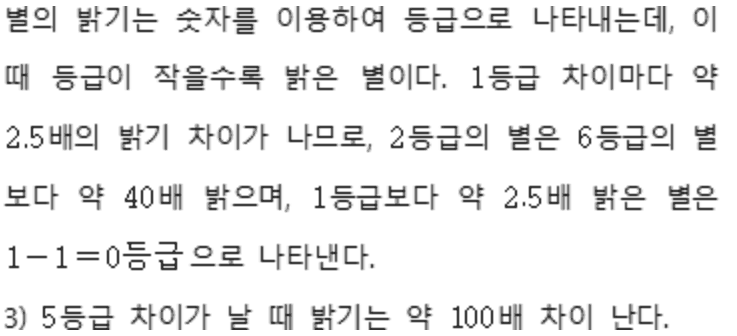 별의 밝기는 숫자를 이용하여 등급으로 나타내는데, 이
때 등급이 작을수록 밝은 별이다. 1등급 차이마다 약
2.5배의 밝기 차이가 나므로, 2등급의 별은 6등급의 별
보다 약 40배 밝으며, 1등급보다 약 2.5배 밝은 별은
1－1＝0등급으로 나타낸다.
3) 5등급 차이가 날 때 밝기는 약 100배 차이 난다.